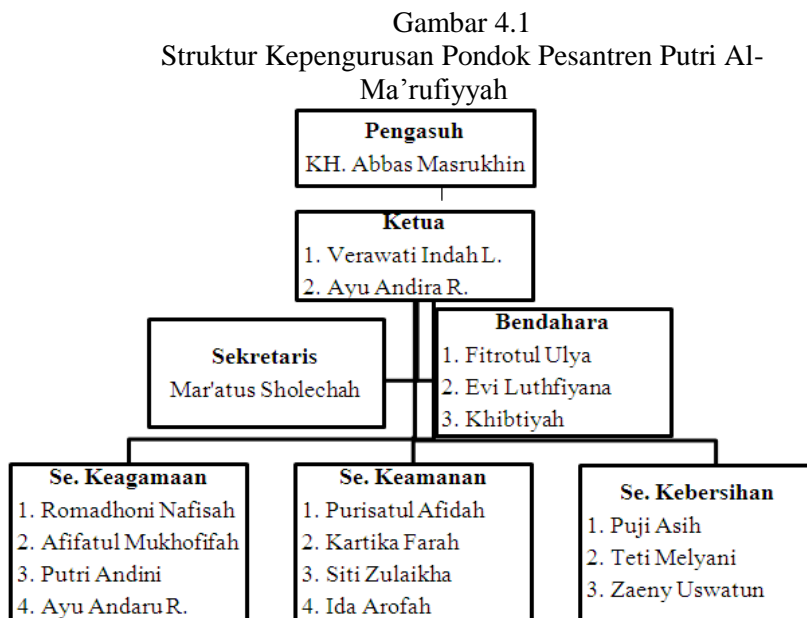 Gambar 4.1
Struktur Kepengurusan Pondok Pesantren Putri Al-
Ma’rufiyyah
Pengasuh
KH. Abbas Masrukhin
Ketua
1. Verawati Indah L.
2. Ayu Andira R.
Sekretaris
Mar'atus Sholechah
Bendahara
1. Fitrotul Ulya
2. Evi Luthfiyana
3. Khibtiyah
Se. Keagamaan
1. Romadhoni Nafisah
2. Afifatul Mukhofifah
3. Putri Andini
4. Ayu Andaru R.
Se. Keamanan
1. Purisatul Afidah
2. Kartika Farah
3. Siti Zulaikha
4. Ida Arofah
Se. Kebersihan
1. Puji Asih
2. Teti Melyani
3. Zaeny Uswatun